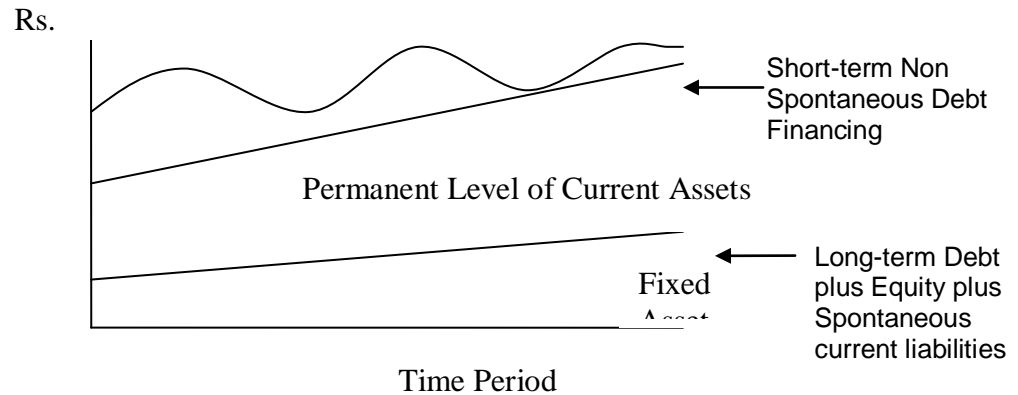 Rs.
Short-term Non
Spontaneous Debt
Financing
Permanent Level of Current Assets
Long-term Debt
plus Equity plus
Spontaneous
current liabilities
Fixed
Time Period